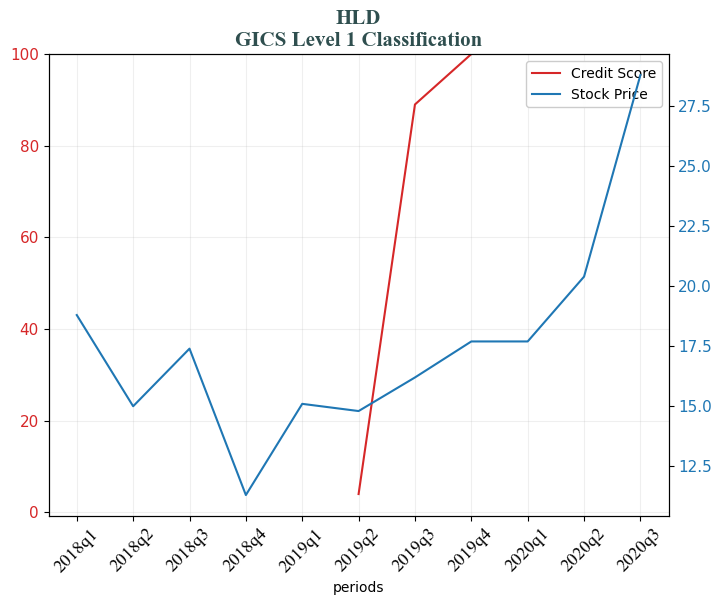 HLD
GICS Level 1 Classification
Credit Score
Stock Price
100
80
60
40
20
0
27.5
25.0
22.5
20.0
17.5
15.0
12.5
2018q1
2018q2
2018q3
2018q4
2019q1
2019q2
2019q3
2019q4
2020q1
2020q2
2020q3
periods